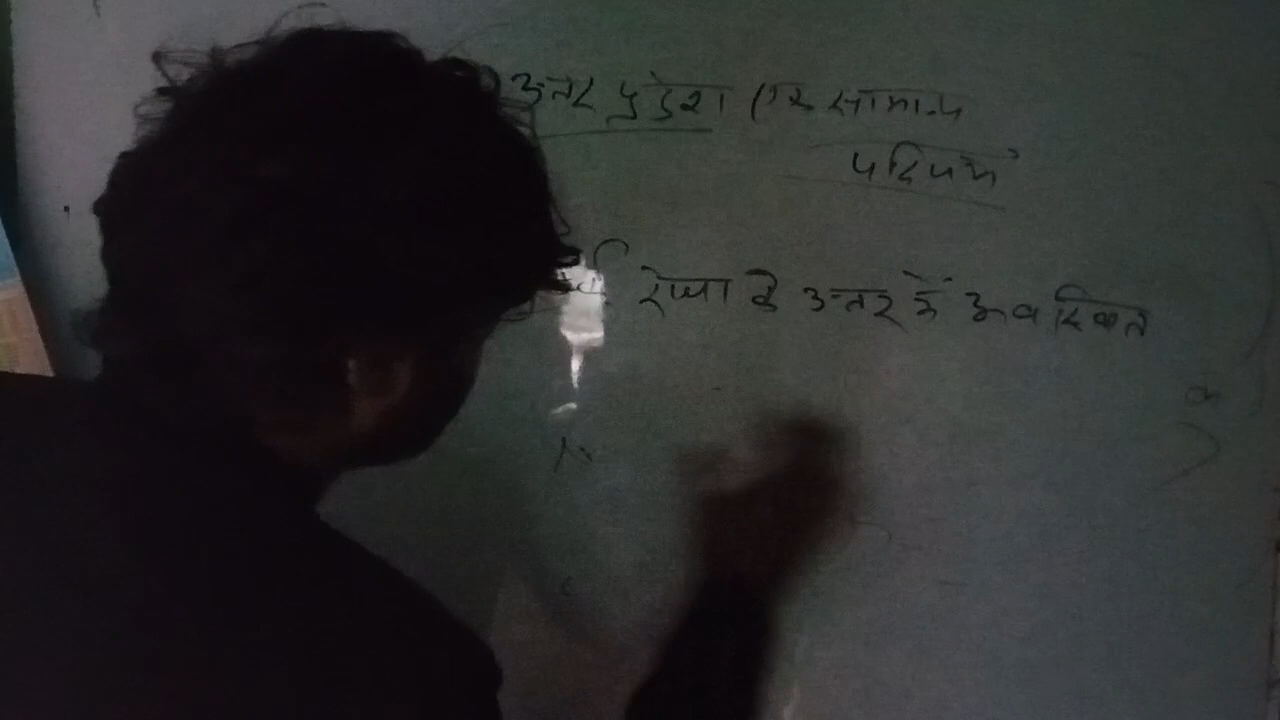 उत्तर प्रदेश (एक सामान्य
परिचय
रेखा के उत्तर में अवस्थित